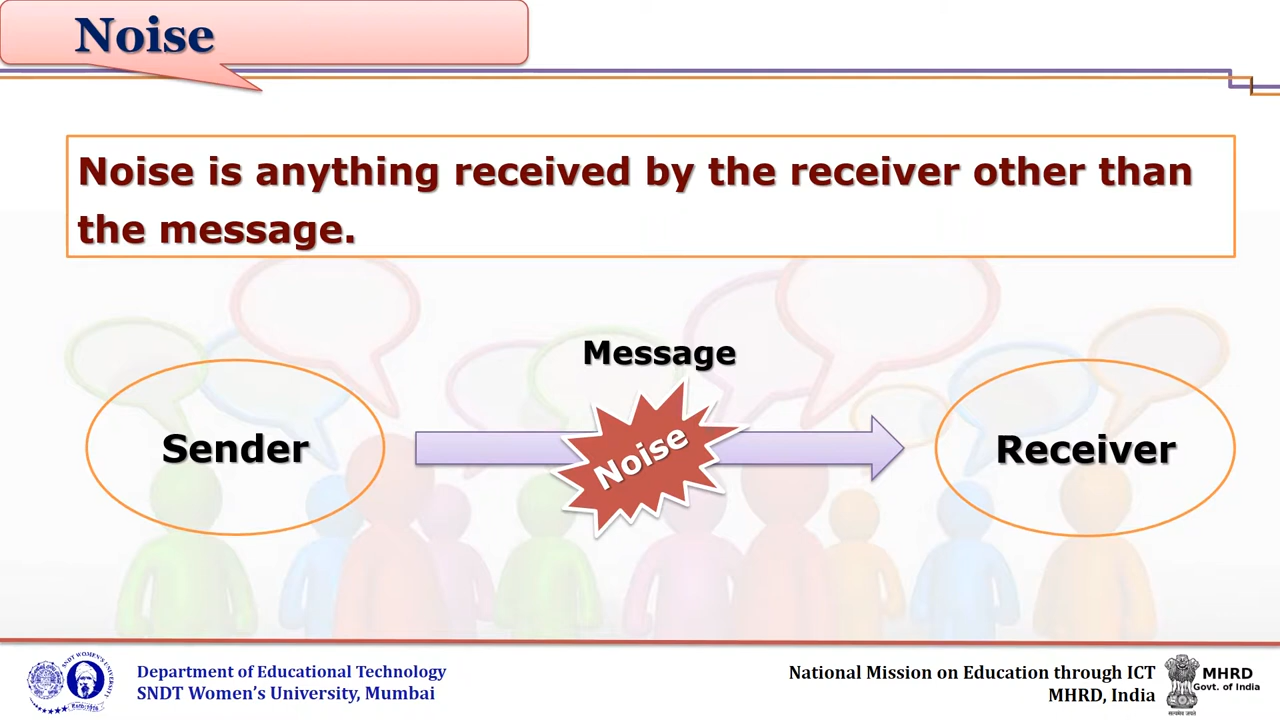 Noise
Noise is anything received by the receiver other than
the message.
Message
Sender
Noise
Receiver
Department of Educational Technology
SNDT Women's University, Mumbai
National Mission on Education through ICT
MHRD, India
MHRD
Govt. of India